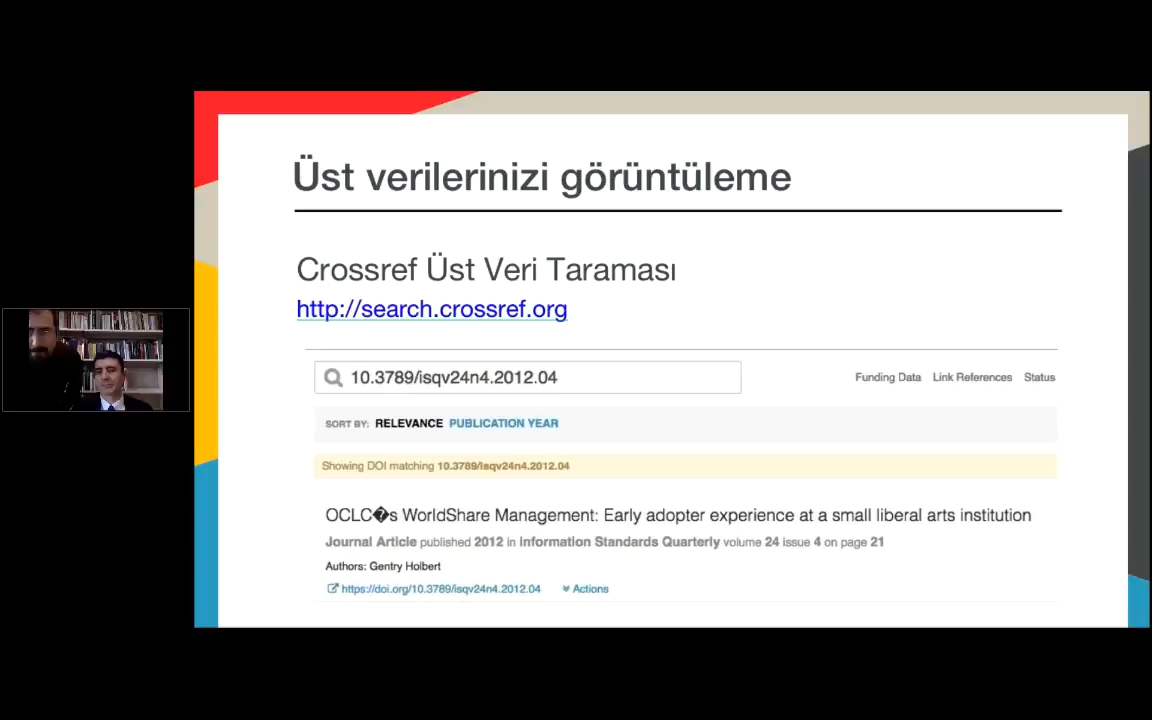 Üst verilerinizi görüntüleme
Crossref Üst Veri Taraması
http://search.crossref.org
10.3789/isqv24n4.2012.04
Funding Data Link References Status
SORT BY: RELEVANCE PUBLICATION YEAR
Showing DOI matching 10.3789/isqv24n4.2012.04
OCLC�s WorldShare Management: Early adopter experience at a small liberal arts institution
Journal Article published 2012 in Information Standards Quarterly volume 24 issue 4 on page 21
Authors: Gentry Holbert
https://doi.org/10.3789/isqv24n4.2012.04 Actions